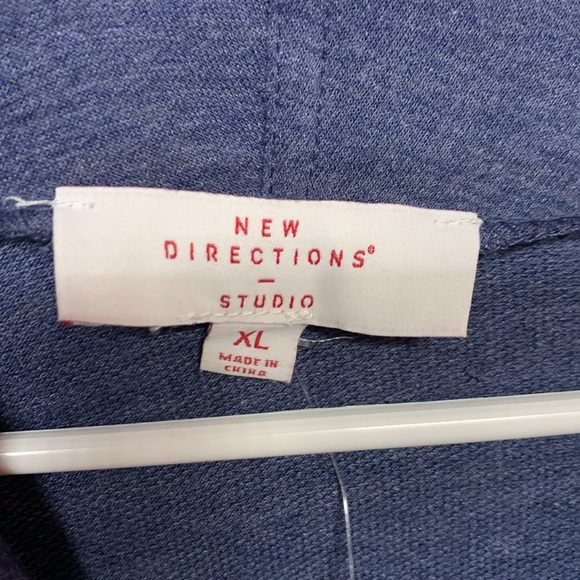 NEW
DIRECTIONS®
STUDIO
XL
MADE IN
CHINA